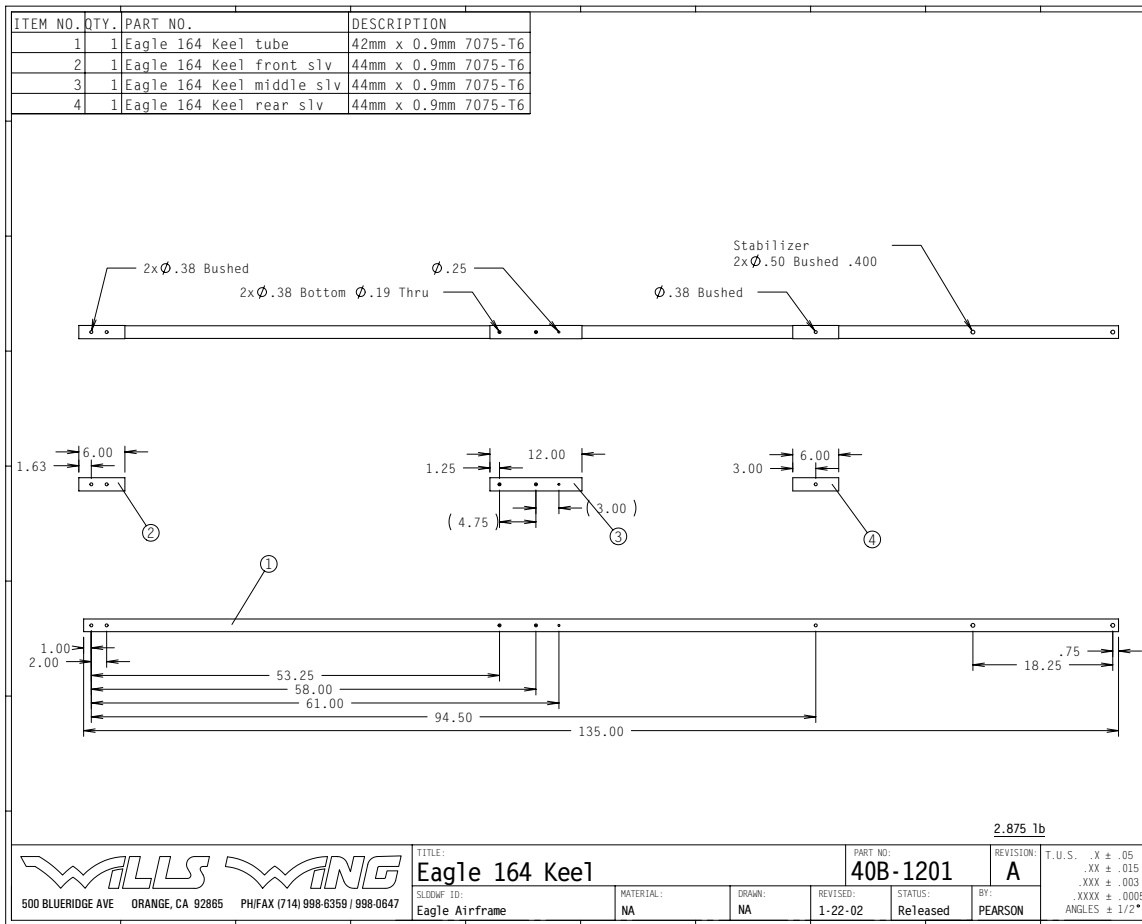 ITEM NO. QTY. PART NO. DESCRIPTION
1 1 Eagle 164 Keel tube 42mm x 0.9mm 7075-T6
2 1 Eagle 164 Keel front slv 44mm x 0.9mm 7075-T6
3 1 Eagle 164 Keel middle slv 44mm x 0.9mm 7075-T6
4 1 Eagle 164 Keel rear slv 44mm x 0.9mm 7075-T6
Stabilizer
2xØ.50 Bushed .400
2xØ.38 Bushed
Ø.25
2xØ.38 Bottom Ø.19 Thru
Ø.38 Bushed
6.00
1.63
12.00
1.25
6.00
3.00
( 4.75 )
( 3.00 )
2
3
4
1
1.00
2.00
.75
18.25
53.25
58.00
61.00
94.50
135.00
2.875 lb
WILLS WING
500 BLUERIDGE AVE ORANGE, CA 92865 PH/FAX (714) 998-6359 / 998-0647
TITLE:
Eagle 164 Keel
PART NO:
40B-1201
REVISION:
A
SLDDWF ID:
Eagle Airframe
MATERIAL:
NA
DRAWN:
NA
REVISED:
1-22-02
STATUS:
Released
BY:
PEARSON
T.U.S. .X ± .05
.XX ± .015
.XXX ± .003
.XXXX ± .0005
ANGLES ± 1/2°